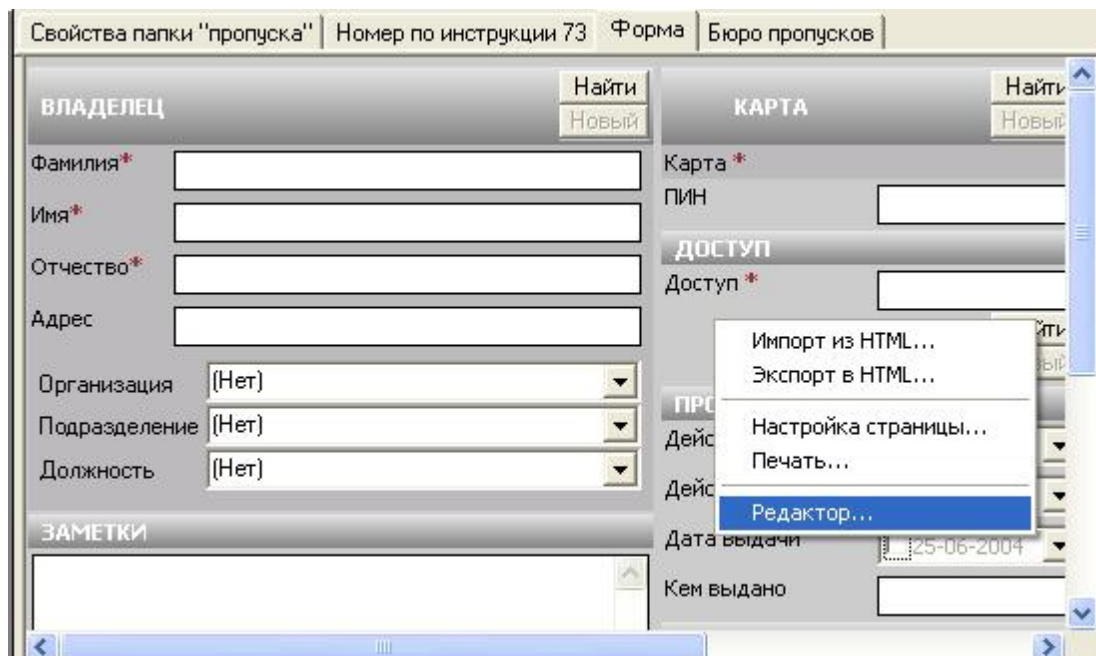 Свойства папки "пропуска" Номер по инструкции 73 Форма Бюро пропусков
ВЛАДЕЛЕЦ
Найти
Новый
Фамилия*
Имя*
Отчество*
Адрес
Организация (Нет)
Подразделение (Нет)
Должность (Нет)
ЗАМЕТКИ
КАРТА
Найти
Новый
Карта *
ПИН
ДОСТУП
Доступ *
Импорт из HTML...
Экспорт в HTML...
Настройка страницы...
Печать...
Редактор...
Дата выдачи 25-06-2004
Кем выдано